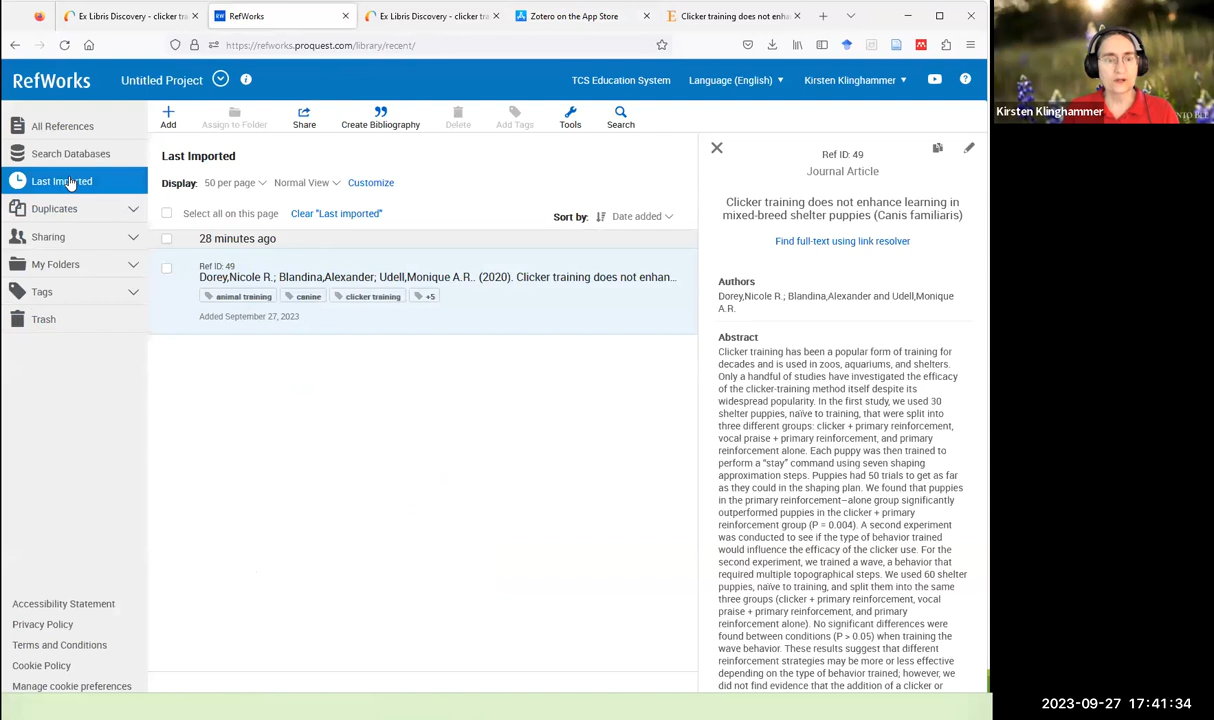 Ex Libris Discovery - clicker tra
RefWorks
Ex Libris Discovery - clicker tra
Zotero on the App Store
Clicker training does not enha
https://refworks.proquest.com/library/recent/
Kirsten Klinghammer
RefWorks
Untitled Project
TCS Education System
Language (English)
Kirsten Klinghammer
Add
Assign to Folder
Share
Create Bibliography
Delete
Add Tags
Tools
Search
All References
Search Databases
Last Imported
Duplicates
Sharing
My Folders
Tags
Trash
Accessibility Statement
Privacy Policy
Terms and Conditions
Cookie Policy
Manage cookie preferences
Last Imported
Display: 50 per page Normal View Customize
Select all on this page Clear "Last imported"
Sort by: Date added
28 minutes ago
Ref ID: 49
Dorey,Nicole R.; Blandina,Alexander; Udell,Monique A.R.. (2020). Clicker training does not enhan...
animal training canine clicker training +5
Added September 27, 2023
Ref ID: 49
Journal Article
Clicker training does not enhance learning in
mixed-breed shelter puppies (Canis familiaris)
Find full-text using link resolver
Authors
Dorey,Nicole R.; Blandina,Alexander and Udell,Monique
A.R.
Abstract
Clicker training has been a popular form of training for
decades and is used in zoos, aquariums, and shelters.
Only a handful of studies have investigated the efficacy
of the clicker-training method itself despite its
widespread popularity. In the first study, we used 30
shelter puppies, naïve to training, that were split into
three different groups: clicker + primary reinforcement,
vocal praise + primary reinforcement, and primary
reinforcement alone. Each puppy was then trained to
perform a "stay" command using seven shaping
approximation steps. Puppies had 50 trials to get as far
as they could in the shaping plan. We found that puppies
in the primary reinforcement–alone group significantly
outperformed puppies in the clicker + primary
reinforcement group (P = 0.004). A second experiment
was conducted to see if the type of behavior trained
would influence the efficacy of the clicker use. For the
second experiment, we trained a wave, a behavior that
required multiple topographical steps. We used 60 shelter
puppies, naïve to training, and split them into the same
three groups (clicker + primary reinforcement, vocal
praise + primary reinforcement, and primary
reinforcement alone). No significant differences were
found between conditions (P > 0.05) when training the
wave behavior. These results suggest that different
reinforcement strategies may be more or less effective
depending on the type of behavior trained; however, we
did not find evidence that the addition of a clicker or
2023-09-27 17:41:34